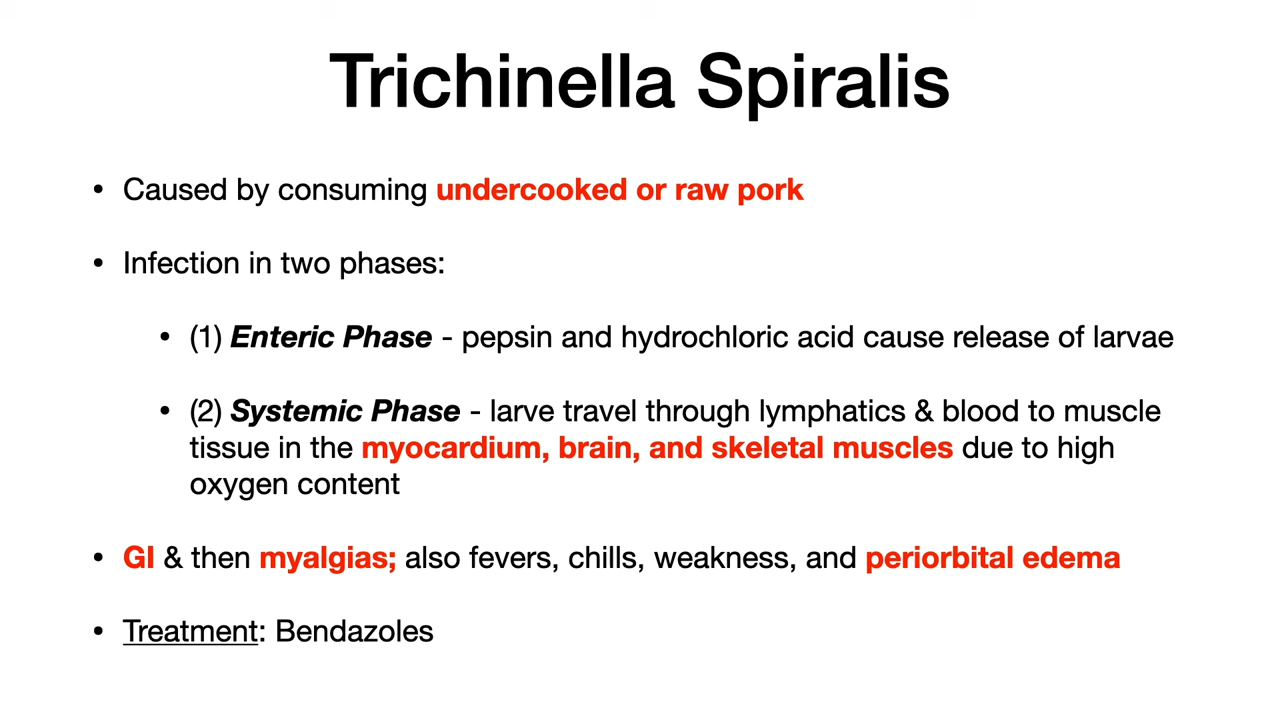 Trichinella Spiralis
• Caused by consuming undercooked or raw pork
• Infection in two phases:
• (1) Enteric Phase - pepsin and hydrochloric acid cause release of larvae
• (2) Systemic Phase - larve travel through lymphatics & blood to muscle
tissue in the myocardium, brain, and skeletal muscles due to high
oxygen content
• GI & then myalgias; also fevers, chills, weakness, and periorbital edema
• Treatment: Bendazoles